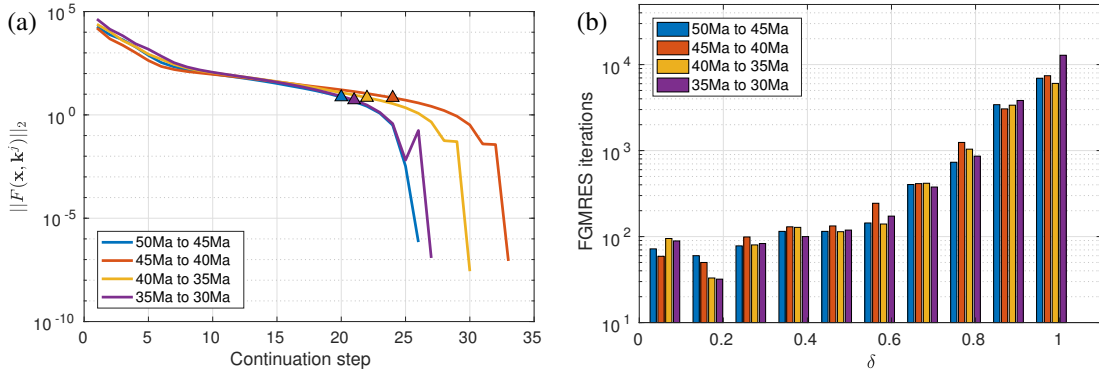 (a)
10^5
10^0
10^-5
10^-10
||F(x, k^j)||_2
50Ma to 45Ma
45Ma to 40Ma
40Ma to 35Ma
35Ma to 30Ma
0 5 10 15 20 25 30 35
Continuation step
(b)
10^4
10^3
10^2
10^1
FGMRES iterations
50Ma to 45Ma
45Ma to 40Ma
40Ma to 35Ma
35Ma to 30Ma
0 0.2 0.4 0.6 0.8 1
δ